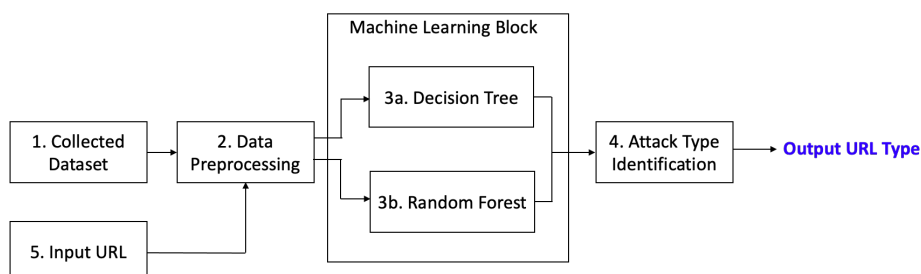 Machine Learning Block
3a. Decision Tree
1. Collected
Dataset
2. Data
Preprocessing
4. Attack Type
Identification
Output URL Type
3b. Random Forest
5. Input URL